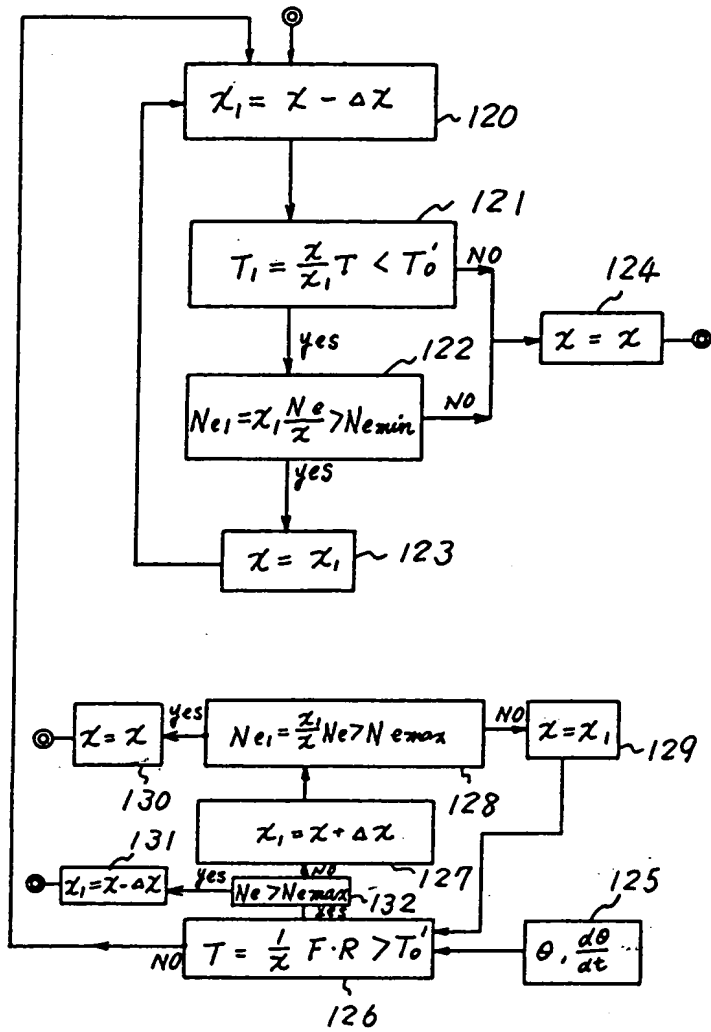 x₁ = x - Δx
120
121
T₁ = x/x₁ T < T₀'
NO
124
x = x
yes
122
Ne₁ = x₁ Ne/x > Nemin
NO
yes
x = x₁
123
x = x
yes
Ne₁ = x₁/x Ne > Nemax
NO
x = x₁
129
130
128
131
x₁ = x + Δx
127
x₁ = x - Δx
yes
NO
Ne > Nemax
132
125
yes
T = 1/x F·R > T₀'
NO
θ, dθ/dt
126